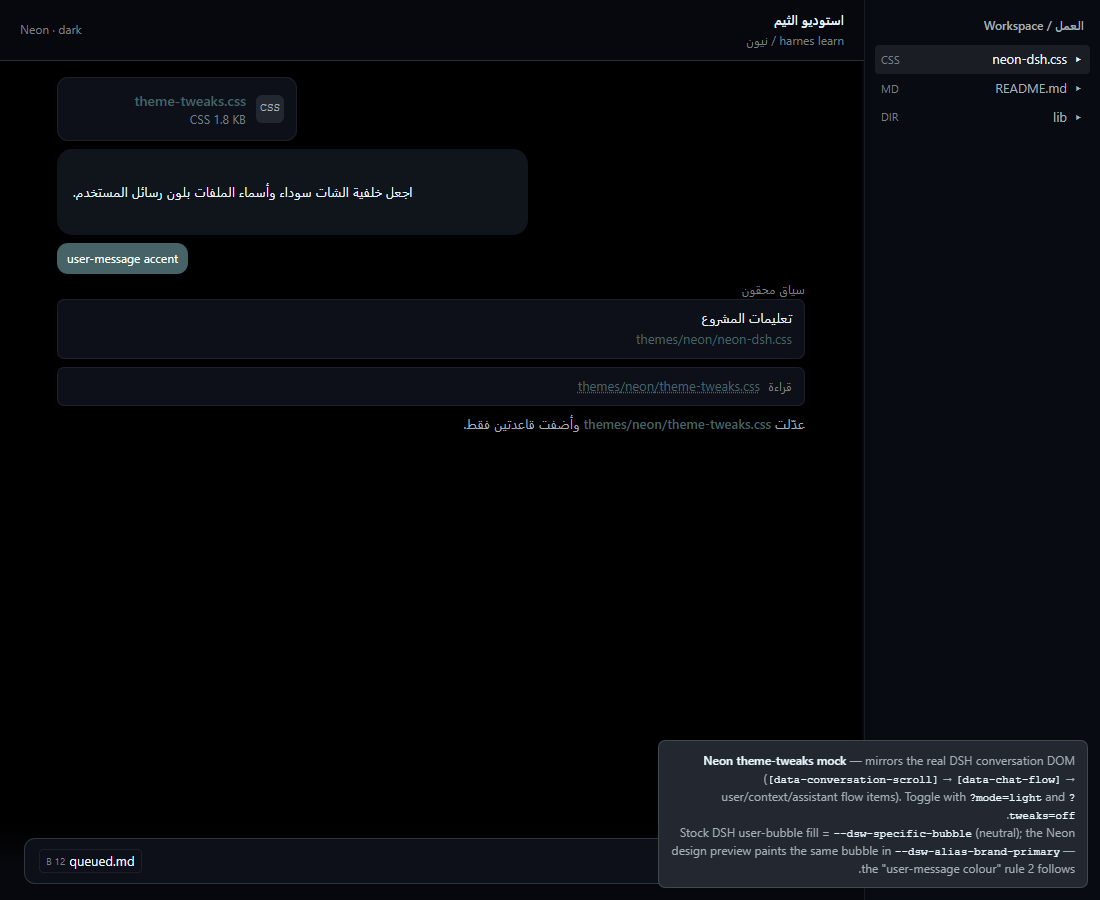 استوديو الثيم
harnes learn / نيون
Neon · dark
العمل / Workspace
neon-dsh.css CSS
README.md MD
lib DIR
theme-tweaks.css
CSS 1.8 KB
CSS
اجعل خلفية الشات سوداء وأسماء الملفات بلون رسائل المستخدم.
user-message accent
سياق محقون
تعليمات المشروع
themes/neon/neon-dsh.css
قراءة themes/neon/theme-tweaks.css
عدّلت themes/neon/theme-tweaks.css وأضفت قاعدتين فقط.
Neon theme-tweaks mock — mirrors the real DSH conversation DOM
([data-conversation-scroll] → [data-chat-flow] →
user/context/assistant flow items). Toggle with ?mode=light and ?
tweaks=off.
Stock DSH user-bubble fill = --dsw-specific-bubble (neutral); the Neon
design preview paints the same bubble in --dsw-alias-brand-primary —
the "user-message colour" rule 2 follows.
queued.md 12 B